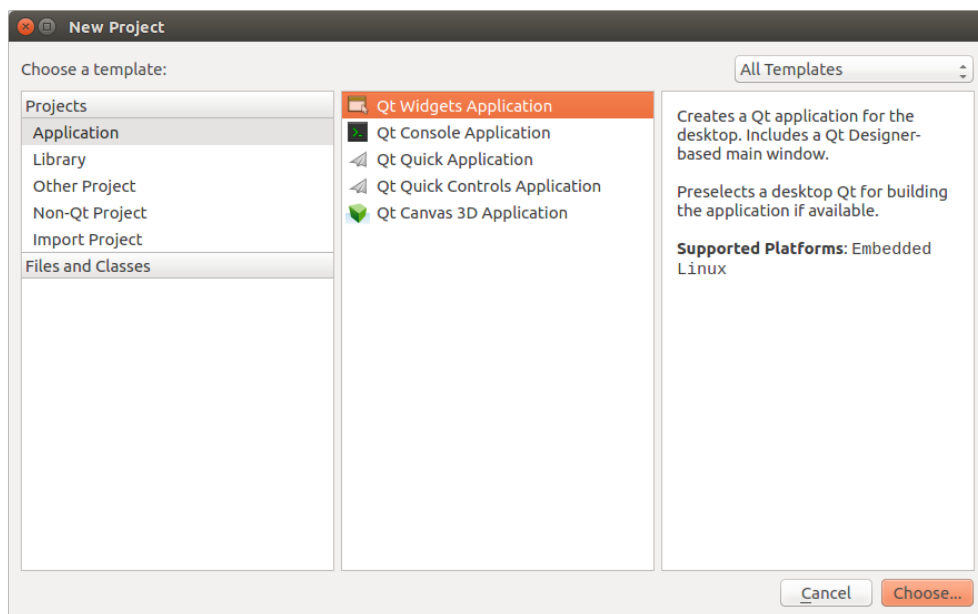 New Project
Choose a template:
All Templates
Projects
Application
Library
Other Project
Non-Qt Project
Import Project
Files and Classes
Qt Widgets Application
Qt Console Application
Qt Quick Application
Qt Quick Controls Application
Qt Canvas 3D Application
Creates a Qt application for the
desktop. Includes a Qt Designer-
based main window.
Preselects a desktop Qt for building
the application if available.
Supported Platforms: Embedded
Linux
Cancel
Choose...